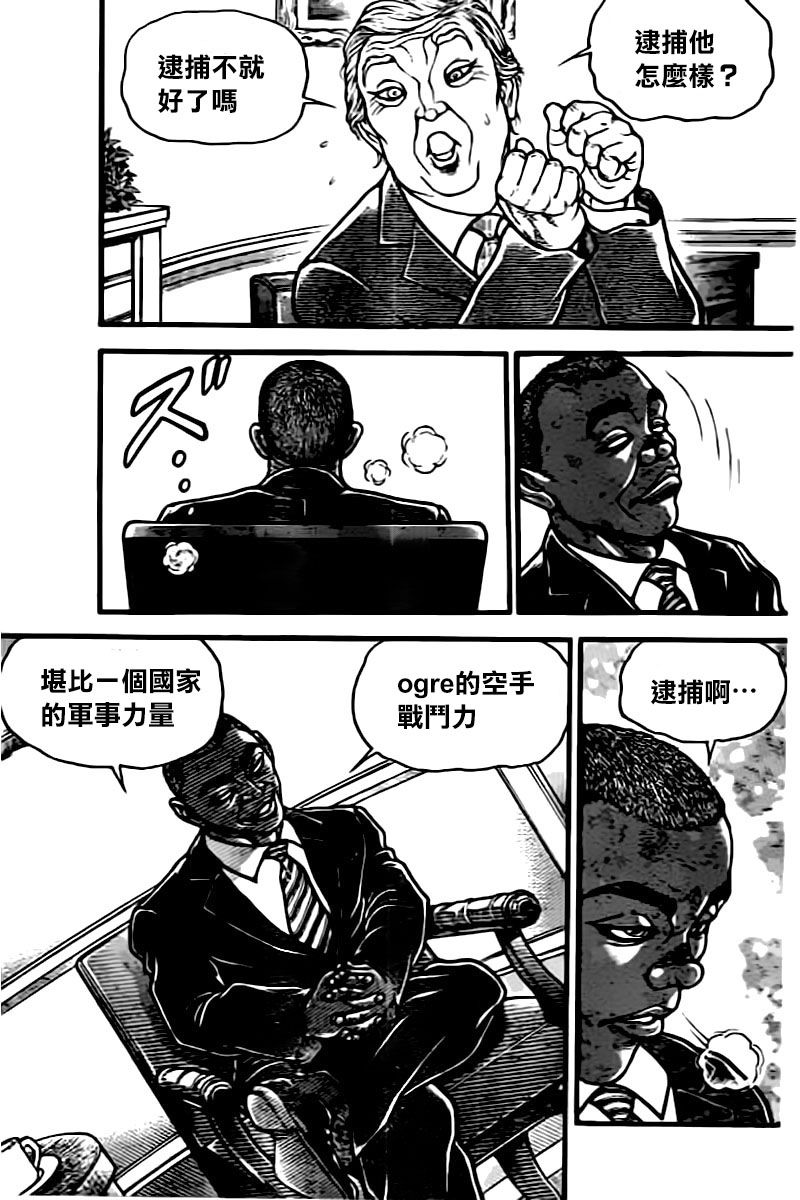 逮捕他
怎麼樣？
逮捕不就
好了嗎
ズ"
逮捕啊⋯
ogre的空手
戰鬥力
堪比一個國家
的軍事力量